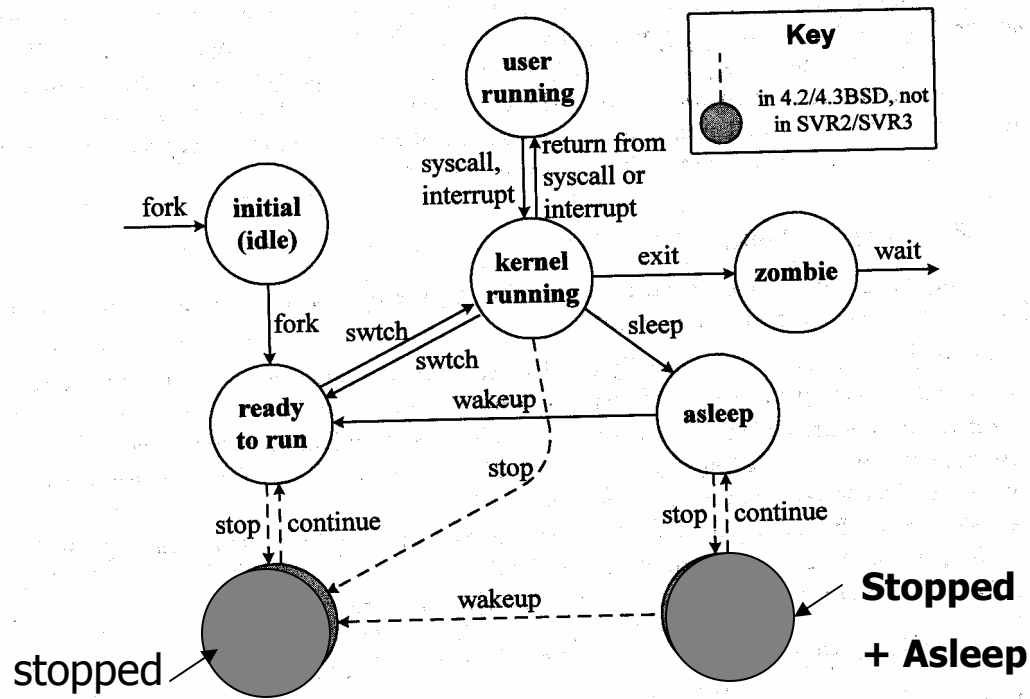 Key
in 4.2/4.3BSD, not
in SVR2/SVR3
user
running
syscall,
interrupt
return from
syscall or
interrupt
fork
initial
(idle)
kernel
running
exit
zombie
wait
fork
swtch
swtch
sleep
ready
to run
wakeup
asleep
stop
stop
continue
stop
continue
wakeup
stopped
Stopped
+ Asleep